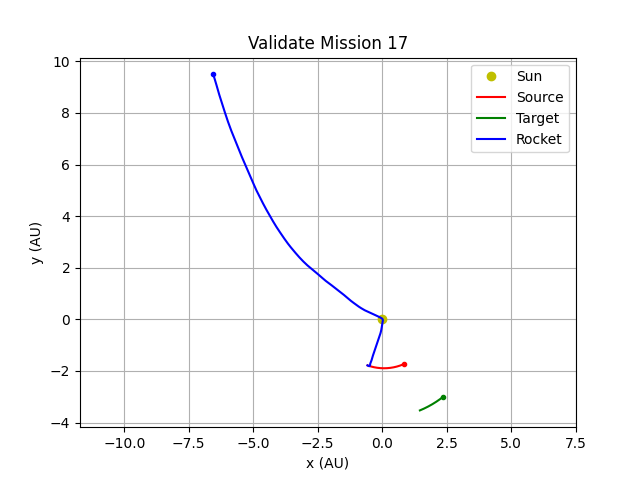 Validate Mission 17
Sun
Source
Target
Rocket
y (AU)
10
8
6
4
2
0
−2
−4
−10.0 −7.5 −5.0 −2.5 0.0 2.5 5.0 7.5
x (AU)